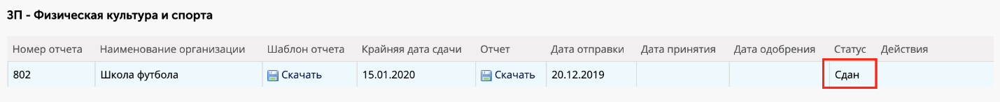 ЗП - Физическая культура и спорта
Номер отчета Наименование организации Шаблон отчета Крайняя дата сдачи Отчет Дата отправки Дата принятия Дата одобрения Статус Действия
802 Школа футбола Скачать 15.01.2020 Скачать 20.12.2019 Сдан